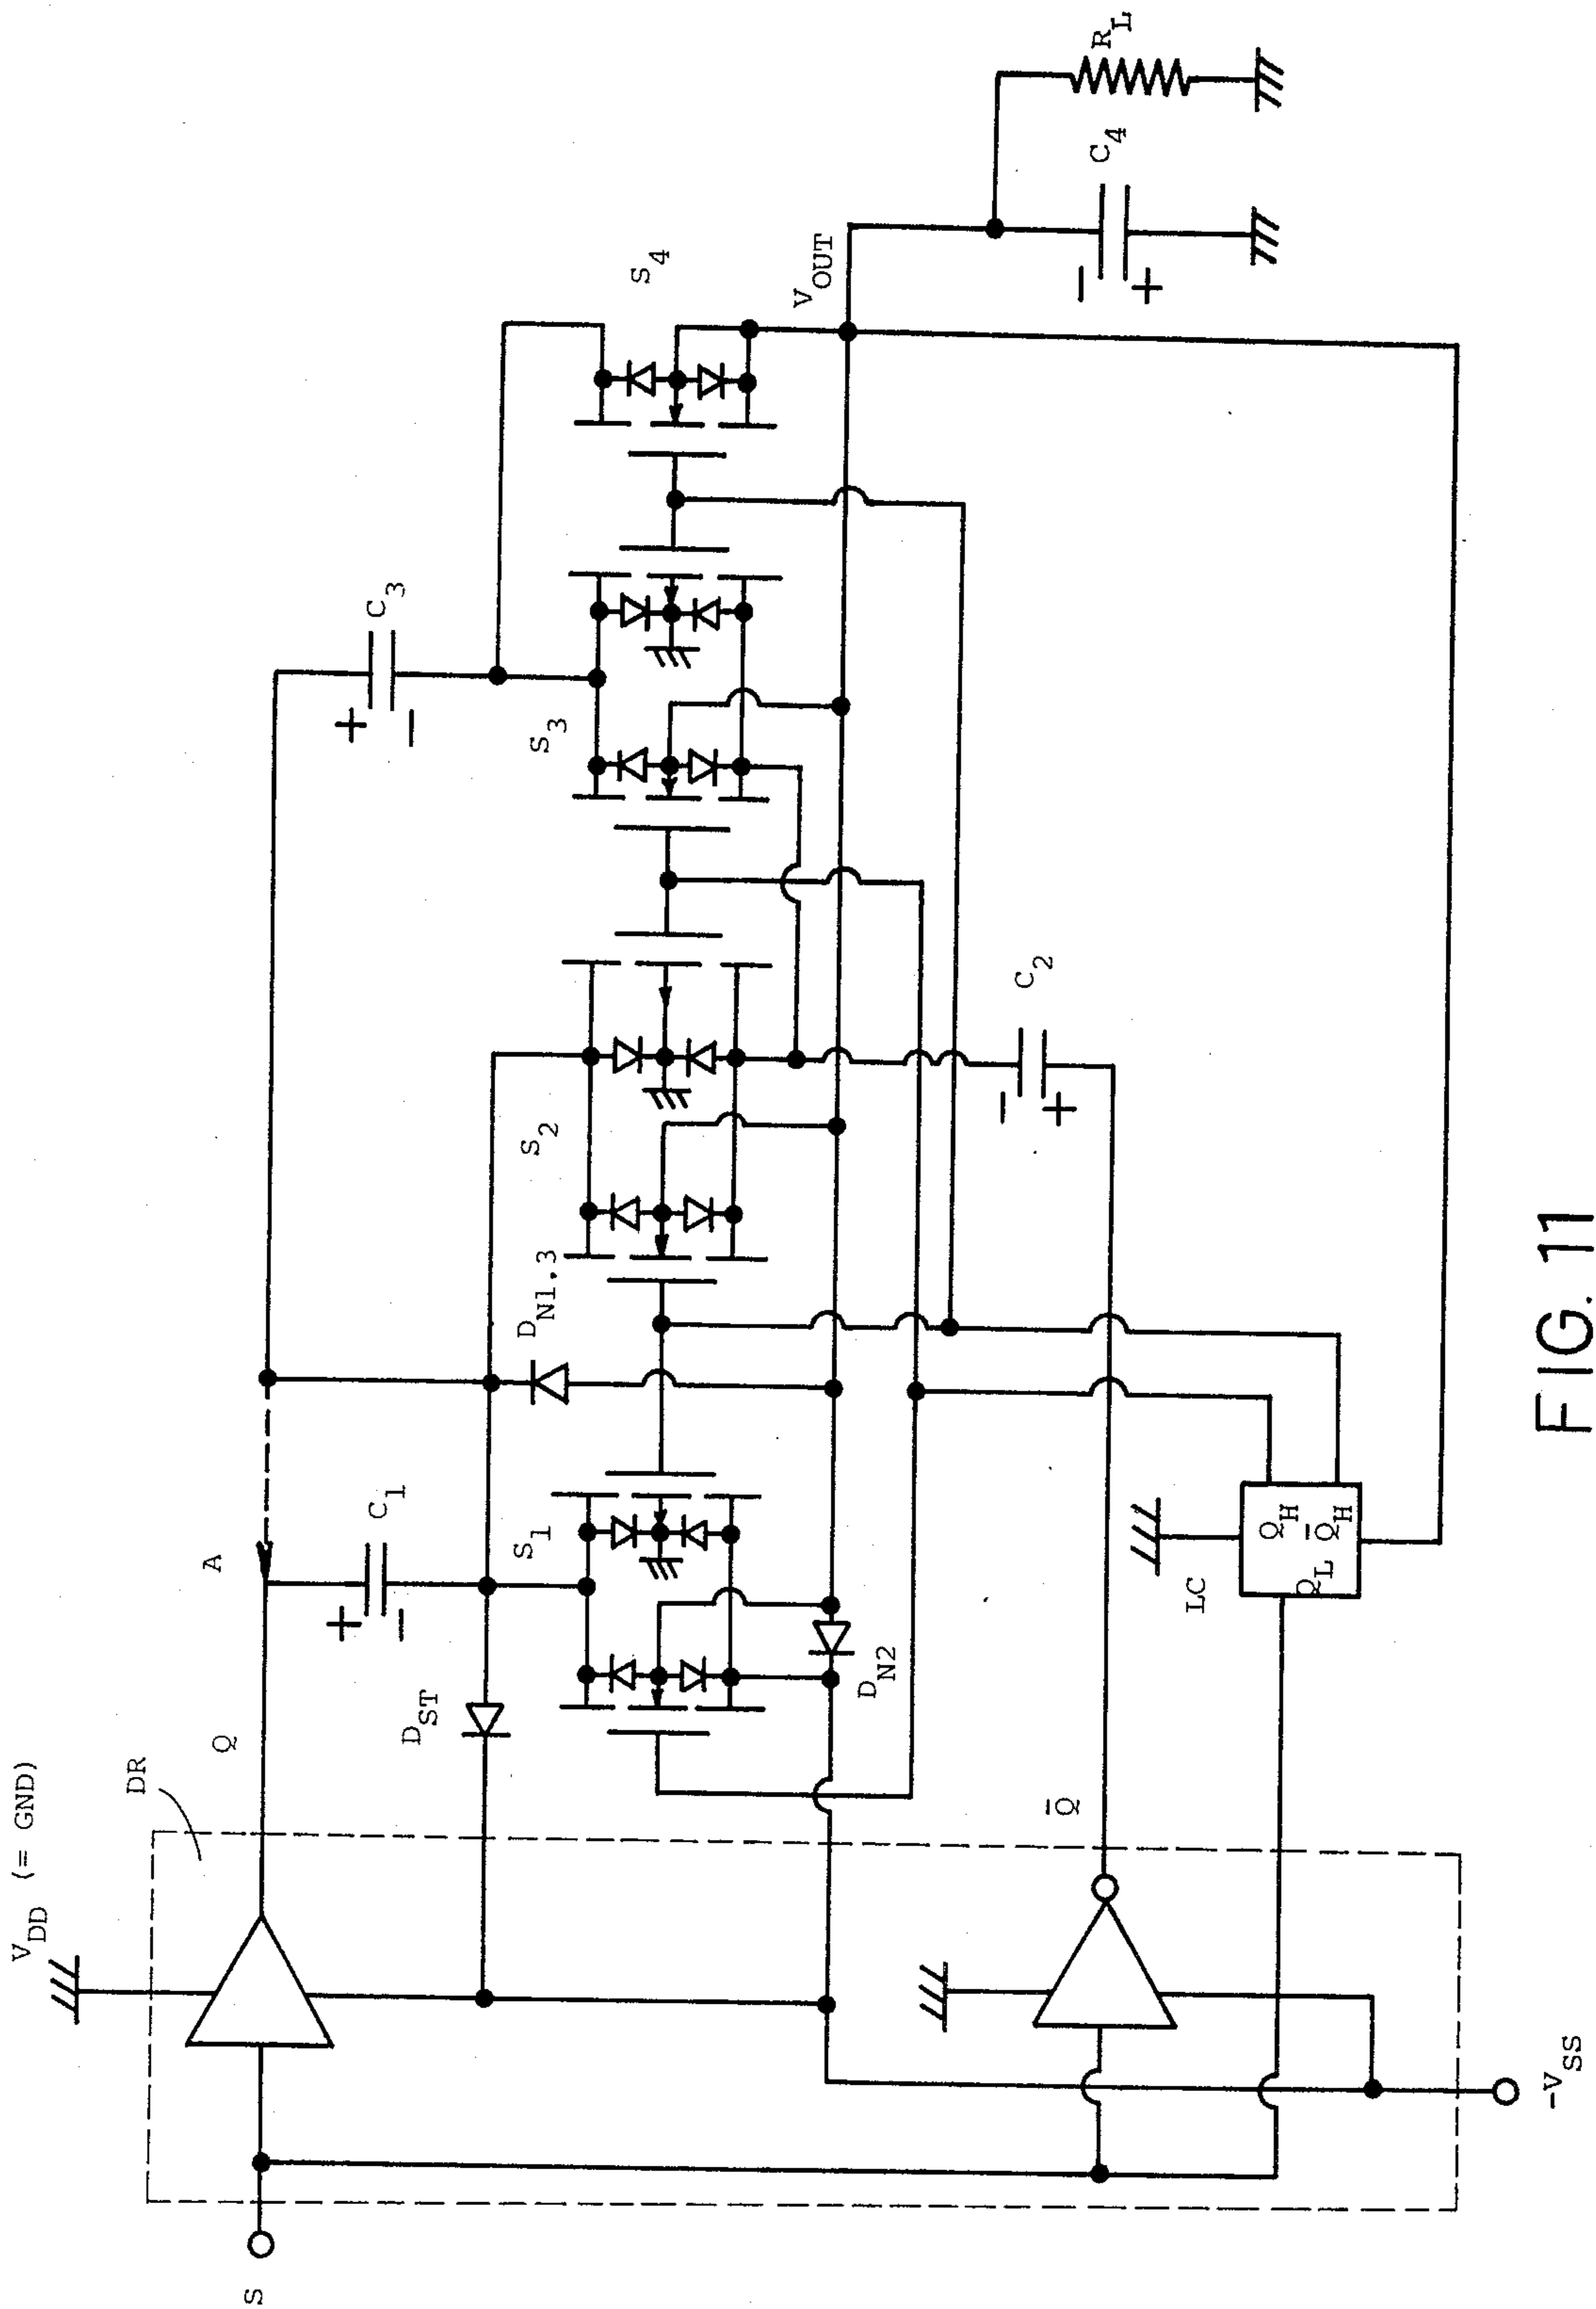 V_DD (= GND)
DR
S
Q
A
C_1
C_3
D_ST
S_1
D_N1.3
S_2
S_3
S_4
V_OUT
R_L
C_4
D_N2
C_2
Q̅
LC
Q_H
Q̅_H
Q_L
-V_SS
+
−
+
−
+
−
+
−
FIG. 11